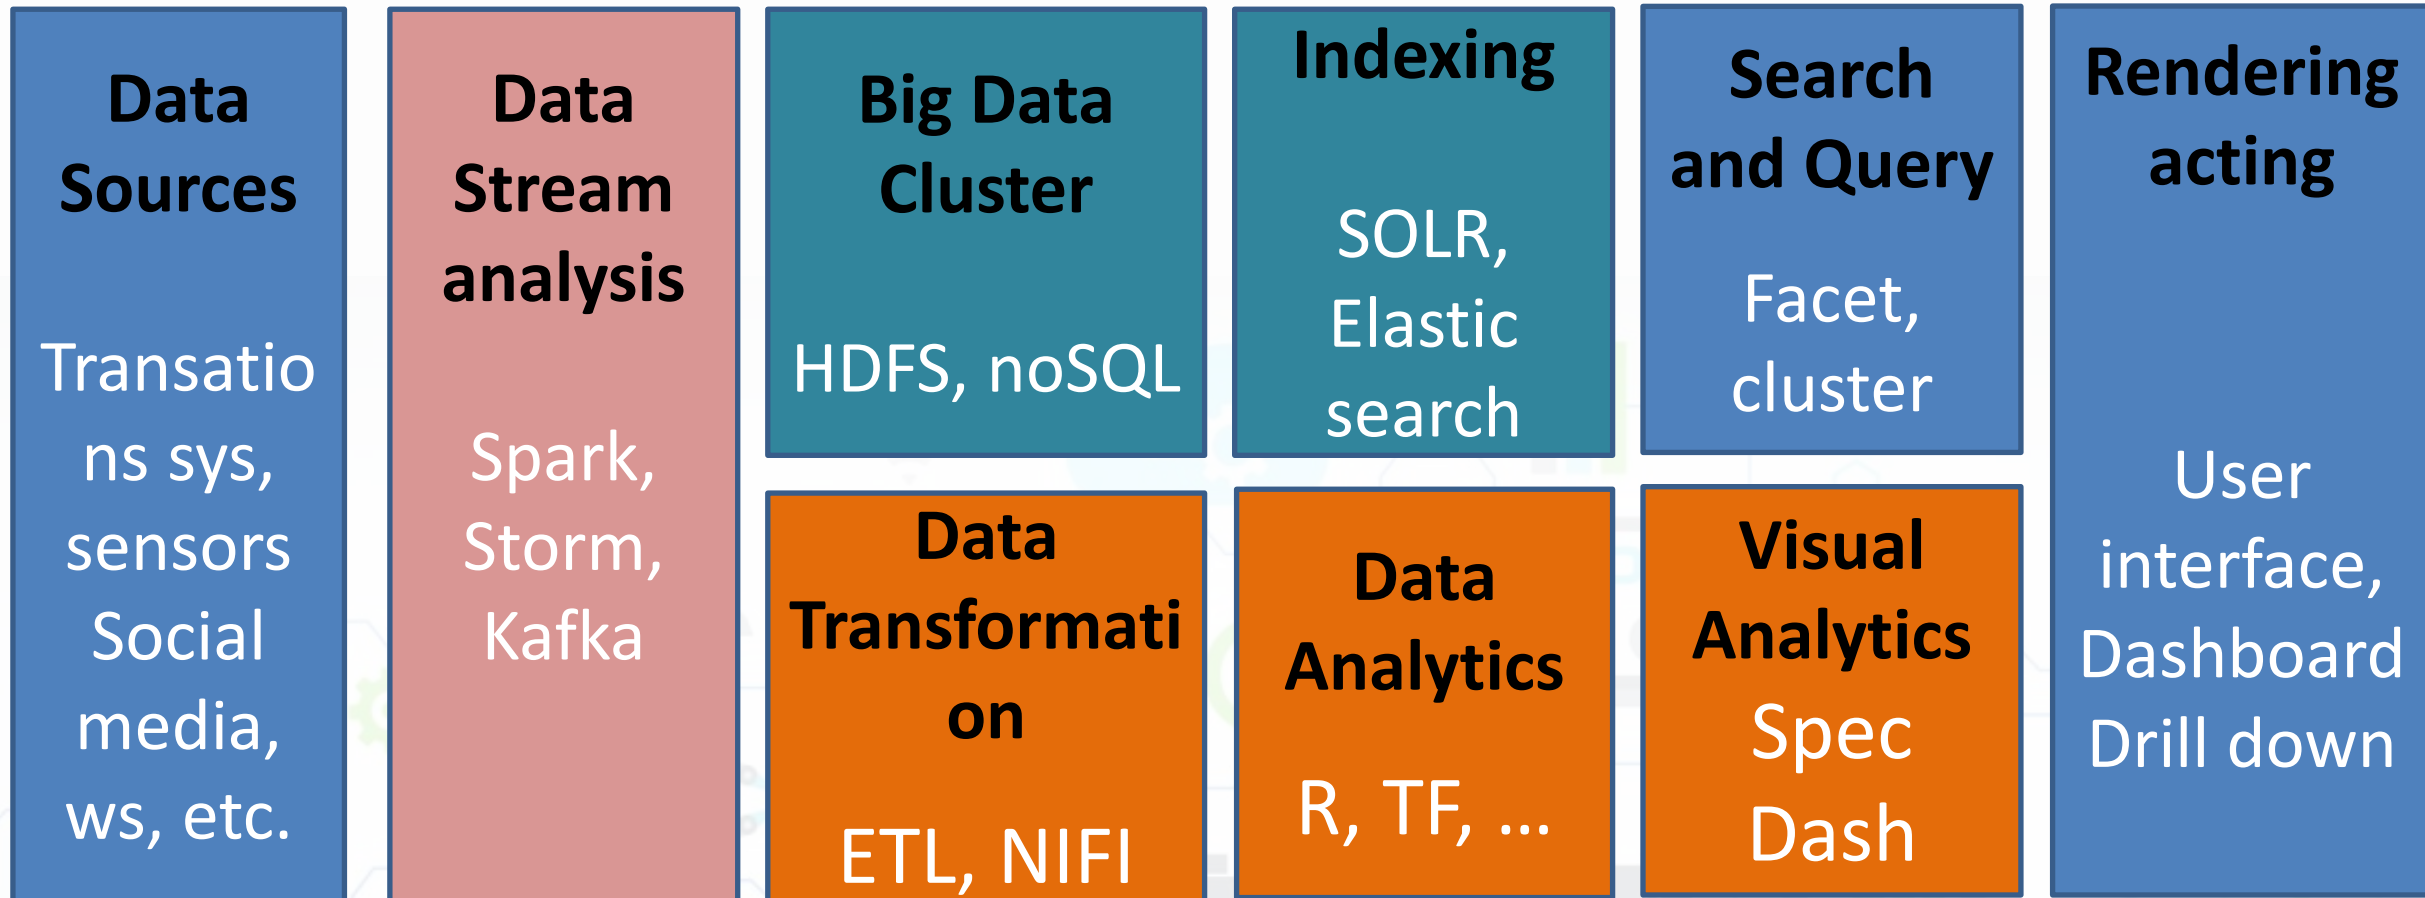 Data
Sources
Transatio
ns sys,
sensors
Social
media,
ws, etc.
Data
Stream
analysis
Spark,
Storm,
Kafka
Big Data
Cluster
HDFS, noSQL
Data
Transformati
on
ETL, NIFI
Indexing
SOLR,
Elastic
search
Data
Analytics
R, TF, ...
Search
and Query
Facet,
cluster
Visual
Analytics
Spec
Dash
Rendering
acting
User
interface,
Dashboard
Drill down